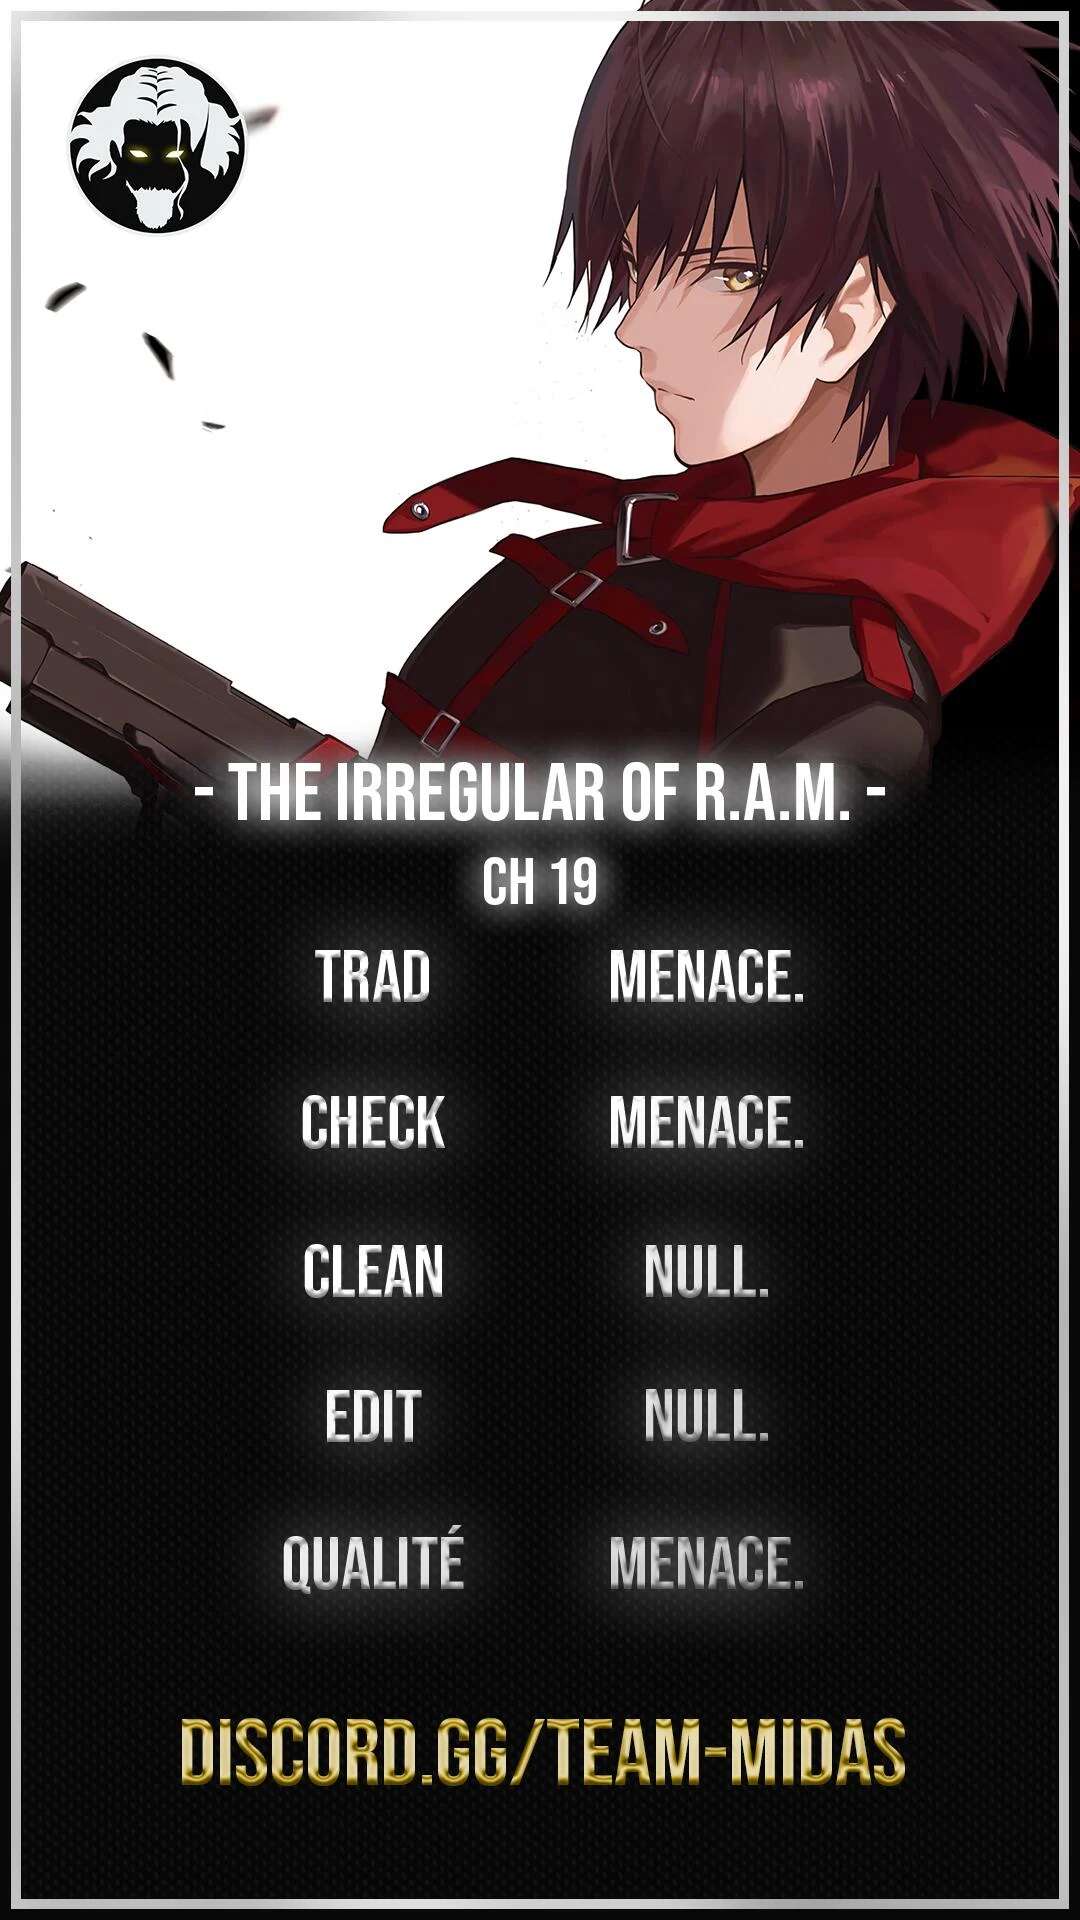 - THE IRREGULAR OF R.A.M. -
CH 19
TRAD MENACE.
CHECK MENACE.
CLEAN NULL.
EDIT NULL.
QUALITÉ MENACE.
DISCORD.GG/TEAM-MIDAS